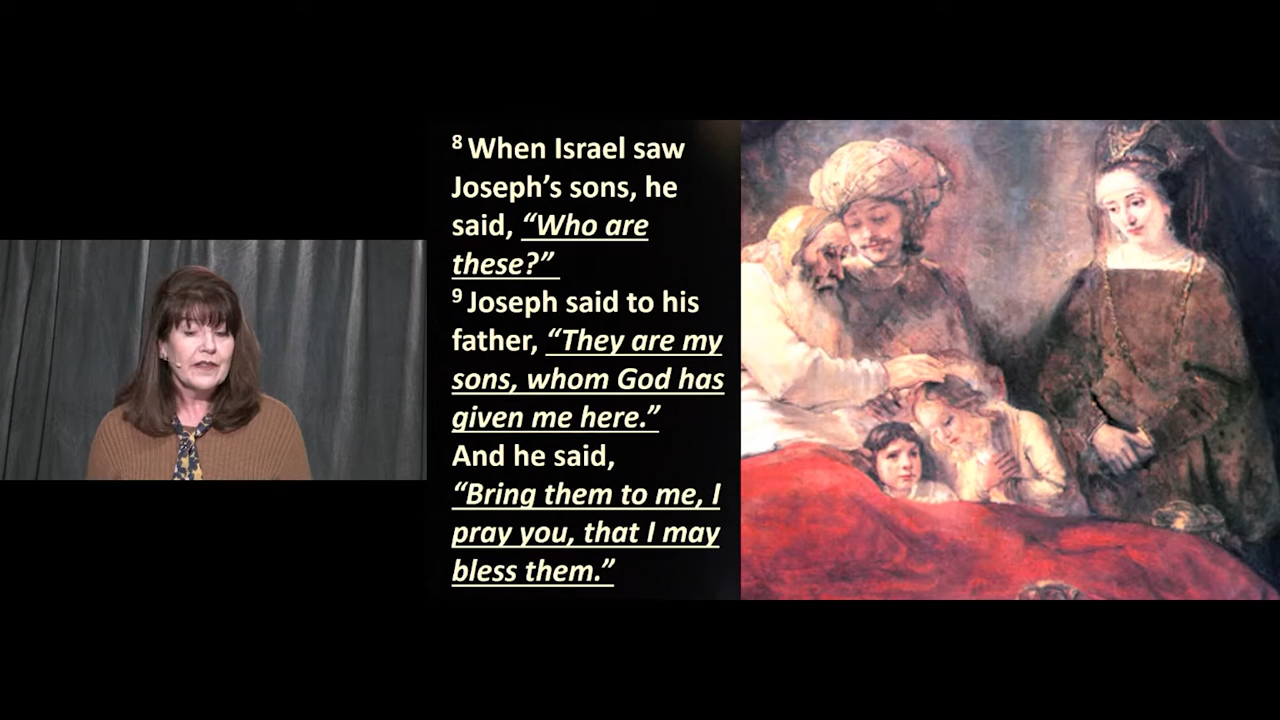 8 When Israel saw
Joseph’s sons, he
said, “Who are
these?”
9 Joseph said to his
father, “They are my
sons, whom God has
given me here.”
And he said,
“Bring them to me, I
pray you, that I may
bless them.”